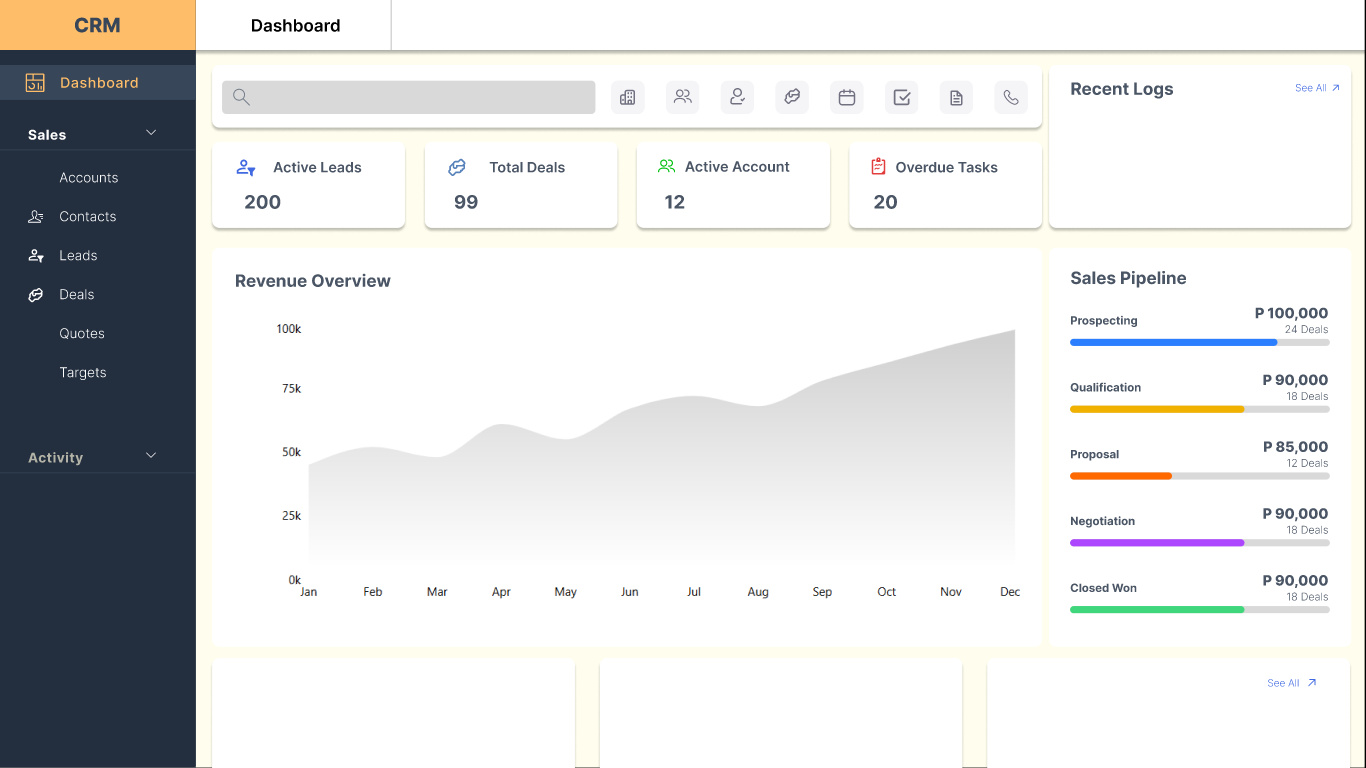 CRM
Dashboard
Dashboard
Sales
Accounts
Contacts
Leads
Deals
Quotes
Targets
Activity
Recent Logs
See All
Active Leads
200
Total Deals
99
Active Account
12
Overdue Tasks
20
Revenue Overview
100k
75k
50k
25k
0k
Jan Feb Mar Apr May Jun Jul Aug Sep Oct Nov Dec
Sales Pipeline
Prospecting
P 100,000
24 Deals
Qualification
P 90,000
18 Deals
Proposal
P 85,000
12 Deals
Negotiation
P 90,000
18 Deals
Closed Won
P 90,000
18 Deals
See All